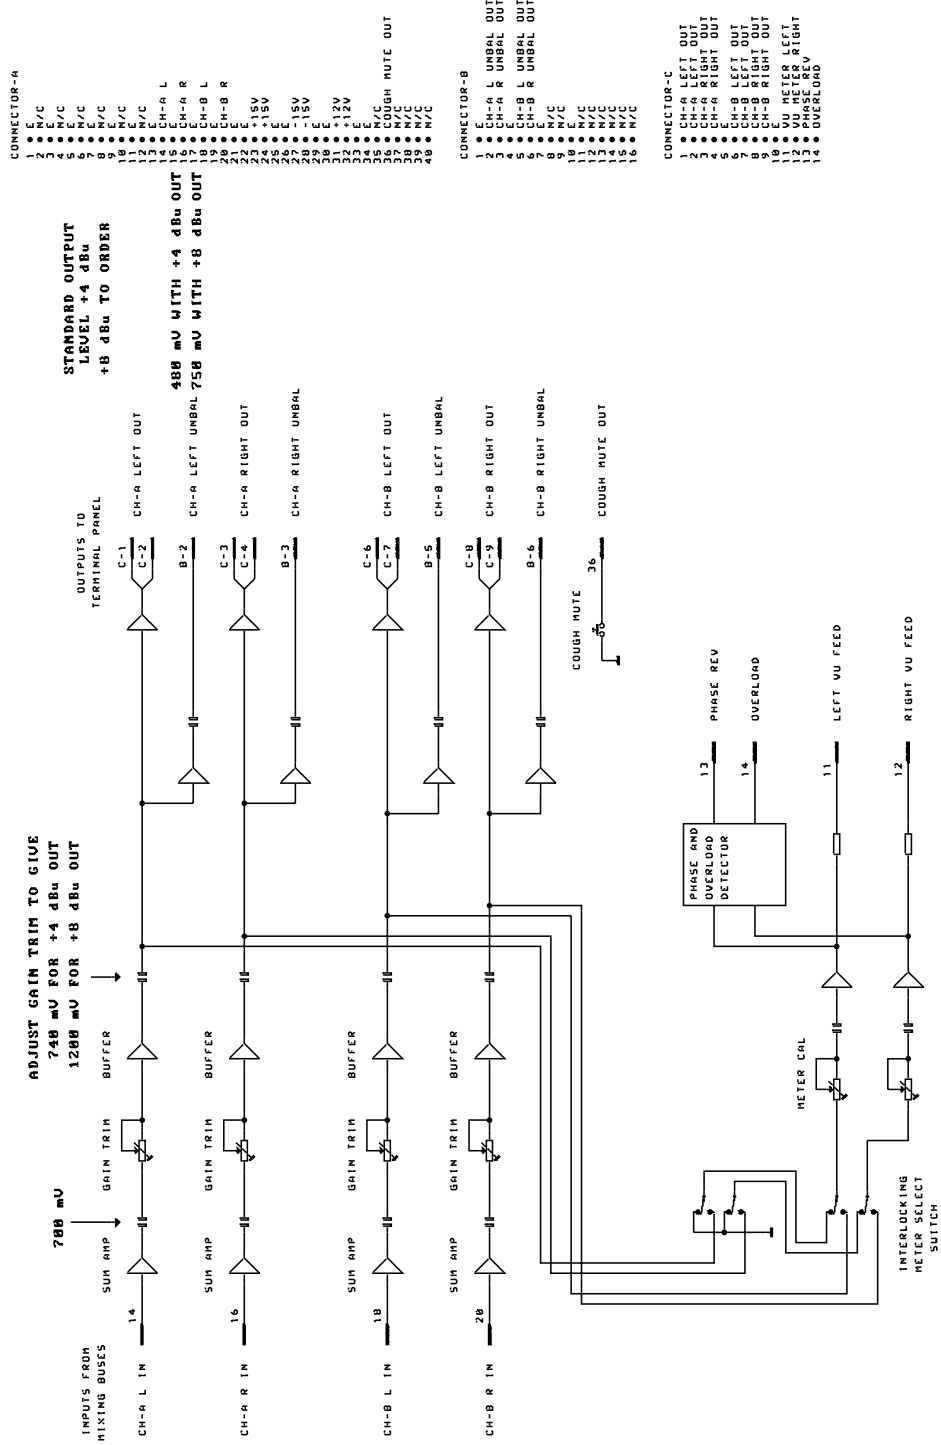 CONNECTOR-A
1 ● E
2 ● N/C
3 ● E
4 ● N/C
5 ● E
6 ● N/C
7 ● E
8 ● N/C
9 ● E
10 ● N/C
11 ● E
12 ● N/C
13 ● E
14 ● CH-A L
15 ● E
16 ● CH-A R
17 ● E
18 ● CH-B L
19 ● E
20 ● CH-B R
21 ● E
22 ● E
23 ● +15V
24 ● +15V
25 ● E
26 ● E
27 ● -15V
28 ● -15V
29 ● E
30 ● E
31 ● +12V
32 ● +12V
33 ● E
34 ● E
35 ● N/C
36 ● COUGH MUTE OUT
37 ● N/C
38 ● N/C
39 ● N/C
40 ● N/C
CONNECTOR-B
1 ● E
2 ● CH-A L UNBAL OUT
3 ● CH-A R UNBAL OUT
4 ● E
5 ● CH-B L UNBAL OUT
6 ● CH-B R UNBAL OUT
7 ● E
8 ● N/C
9 ● N/C
10 ● E
11 ● N/C
12 ● N/C
13 ● N/C
14 ● N/C
15 ● N/C
16 ● N/C
CONNECTOR-C
1 ● CH-A LEFT OUT
2 ● CH-A LEFT OUT
3 ● CH-A RIGHT OUT
4 ● CH-A RIGHT OUT
5 ● E
6 ● CH-B LEFT OUT
7 ● CH-B LEFT OUT
8 ● CH-B RIGHT OUT
9 ● CH-B RIGHT OUT
10 ● E
11 ● VU METER LEFT
12 ● VU METER RIGHT
13 ● PHASE REV
14 ● OVERLOAD
STANDARD OUTPUT
LEVEL +4 dBu
+8 dBu TO ORDER
480 mV WITH +4 dBu OUT
750 mV WITH +8 dBu OUT
OUTPUTS TO
TERMINAL PANEL
C-1
C-2
CH-A LEFT OUT
B-2
CH-A LEFT UNBAL
C-3
C-4
CH-A RIGHT OUT
B-3
CH-A RIGHT UNBAL
C-6
C-7
CH-B LEFT OUT
B-5
CH-B LEFT UNBAL
C-8
C-9
CH-B RIGHT OUT
B-6
CH-B RIGHT UNBAL
COUGH MUTE
36
COUGH MUTE OUT
ADJUST GAIN TRIM TO GIVE
740 mV FOR +4 dBu OUT
1200 mV FOR +8 dBu OUT
PHASE AND
OVERLOAD
DETECTOR
13
PHASE REV
14
OVERLOAD
11
LEFT VU FEED
12
RIGHT VU FEED
BUFFER
BUFFER
BUFFER
BUFFER
GAIN TRIM
GAIN TRIM
GAIN TRIM
GAIN TRIM
METER CAL
700 mV
SUM AMP
SUM AMP
SUM AMP
SUM AMP
INTERLOCKING
METER SELECT
SWITCH
INPUTS FROM
MIXING BUSES
CH-A L IN
14
CH-A R IN
16
CH-B L IN
18
CH-B R IN
20